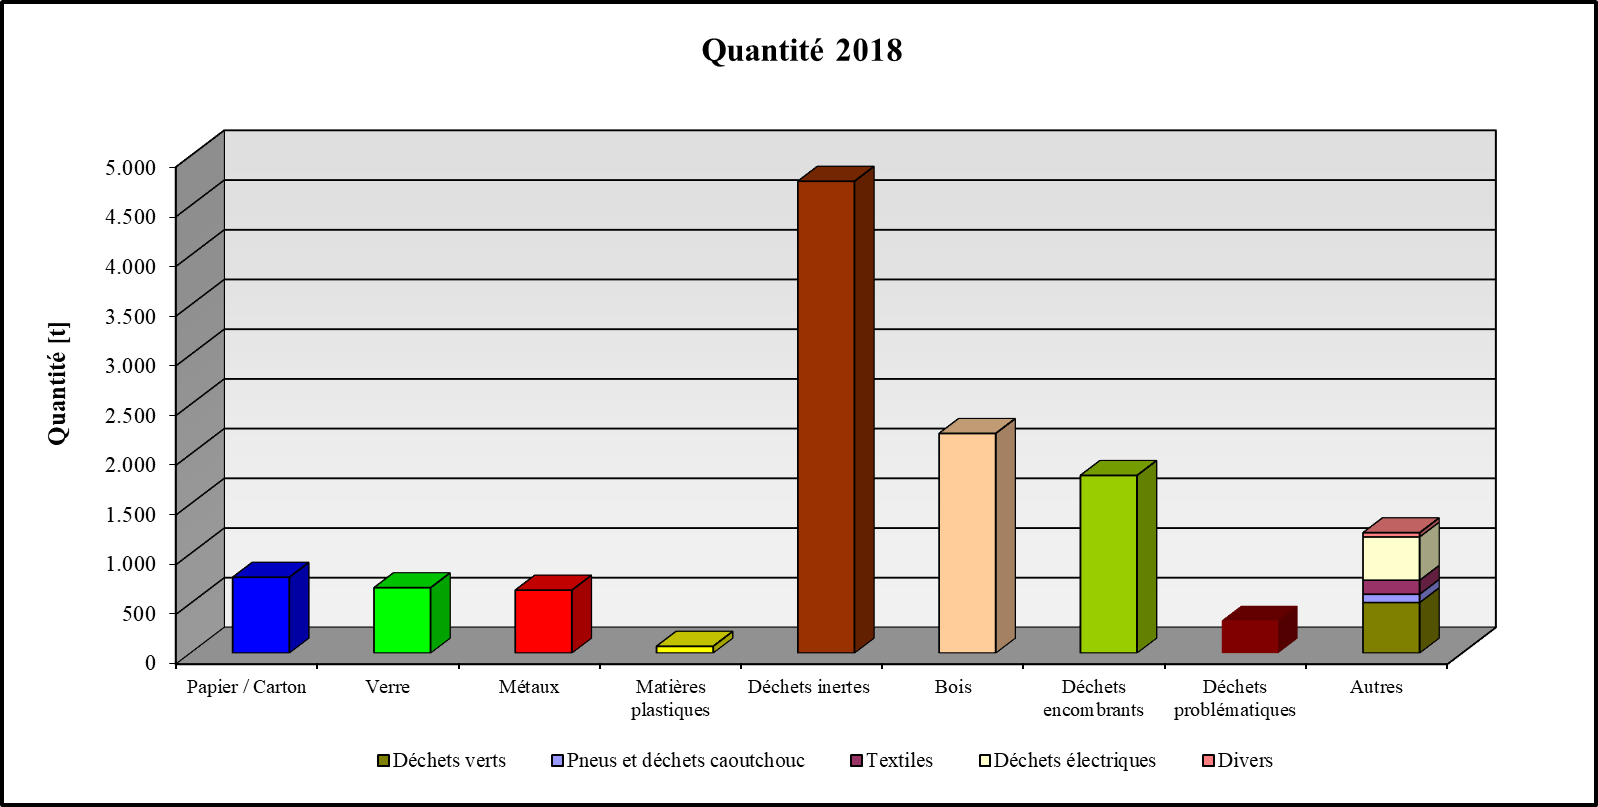 Quantité 2018
Quantité [t]
5.000
4.500
4.000
3.500
3.000
2.500
2.000
1.500
1.000
500
0
Papier / Carton
Verre
Métaux
Matières
plastiques
Déchets inertes
Bois
Déchets
encombrants
Déchets
problématiques
Autres
Déchets verts
Pneus et déchets caoutchouc
Textiles
Déchets électriques
Divers